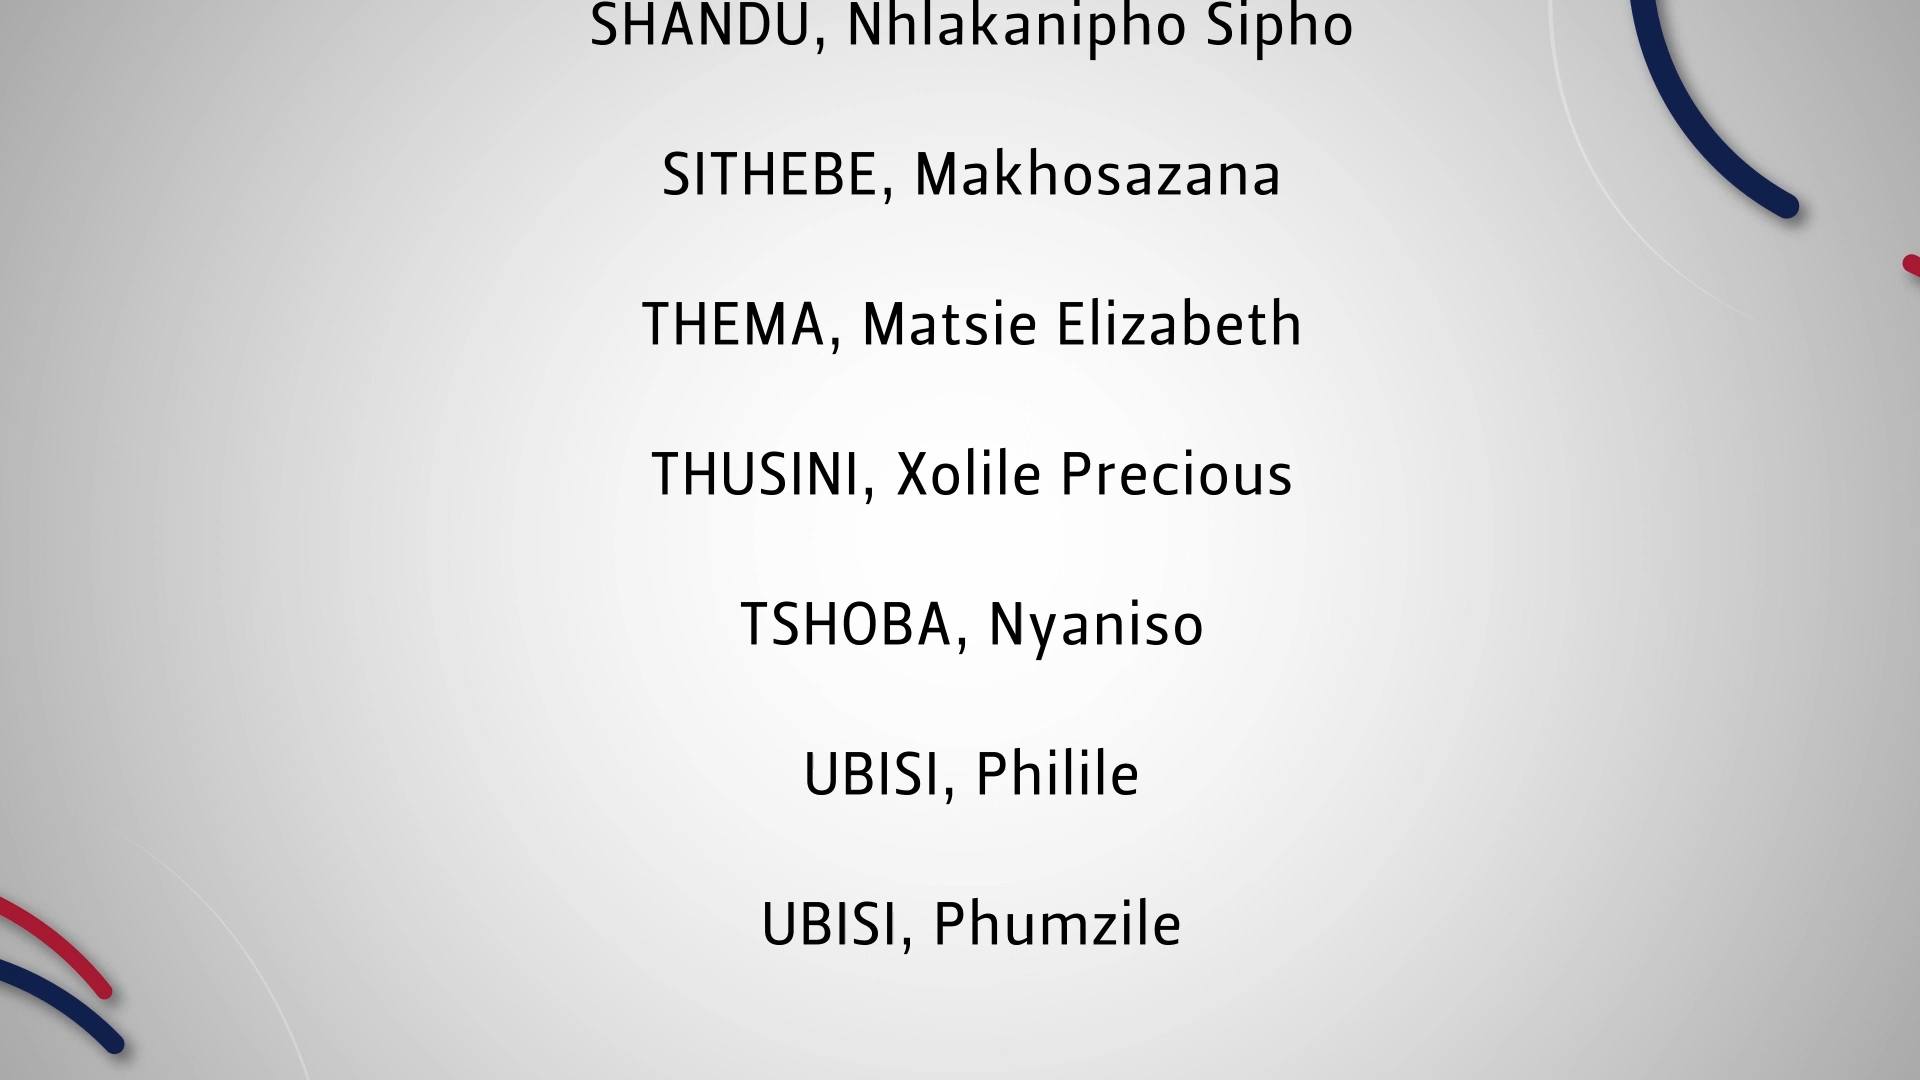 SHANDU, Nhlakanipho Sipho
SITHEBE, Makhosazana
THEMA, Matsie Elizabeth
THUSINI, Xolile Precious
TSHOBA, Nyaniso
UBISI, Philile
UBISI, Phumzile